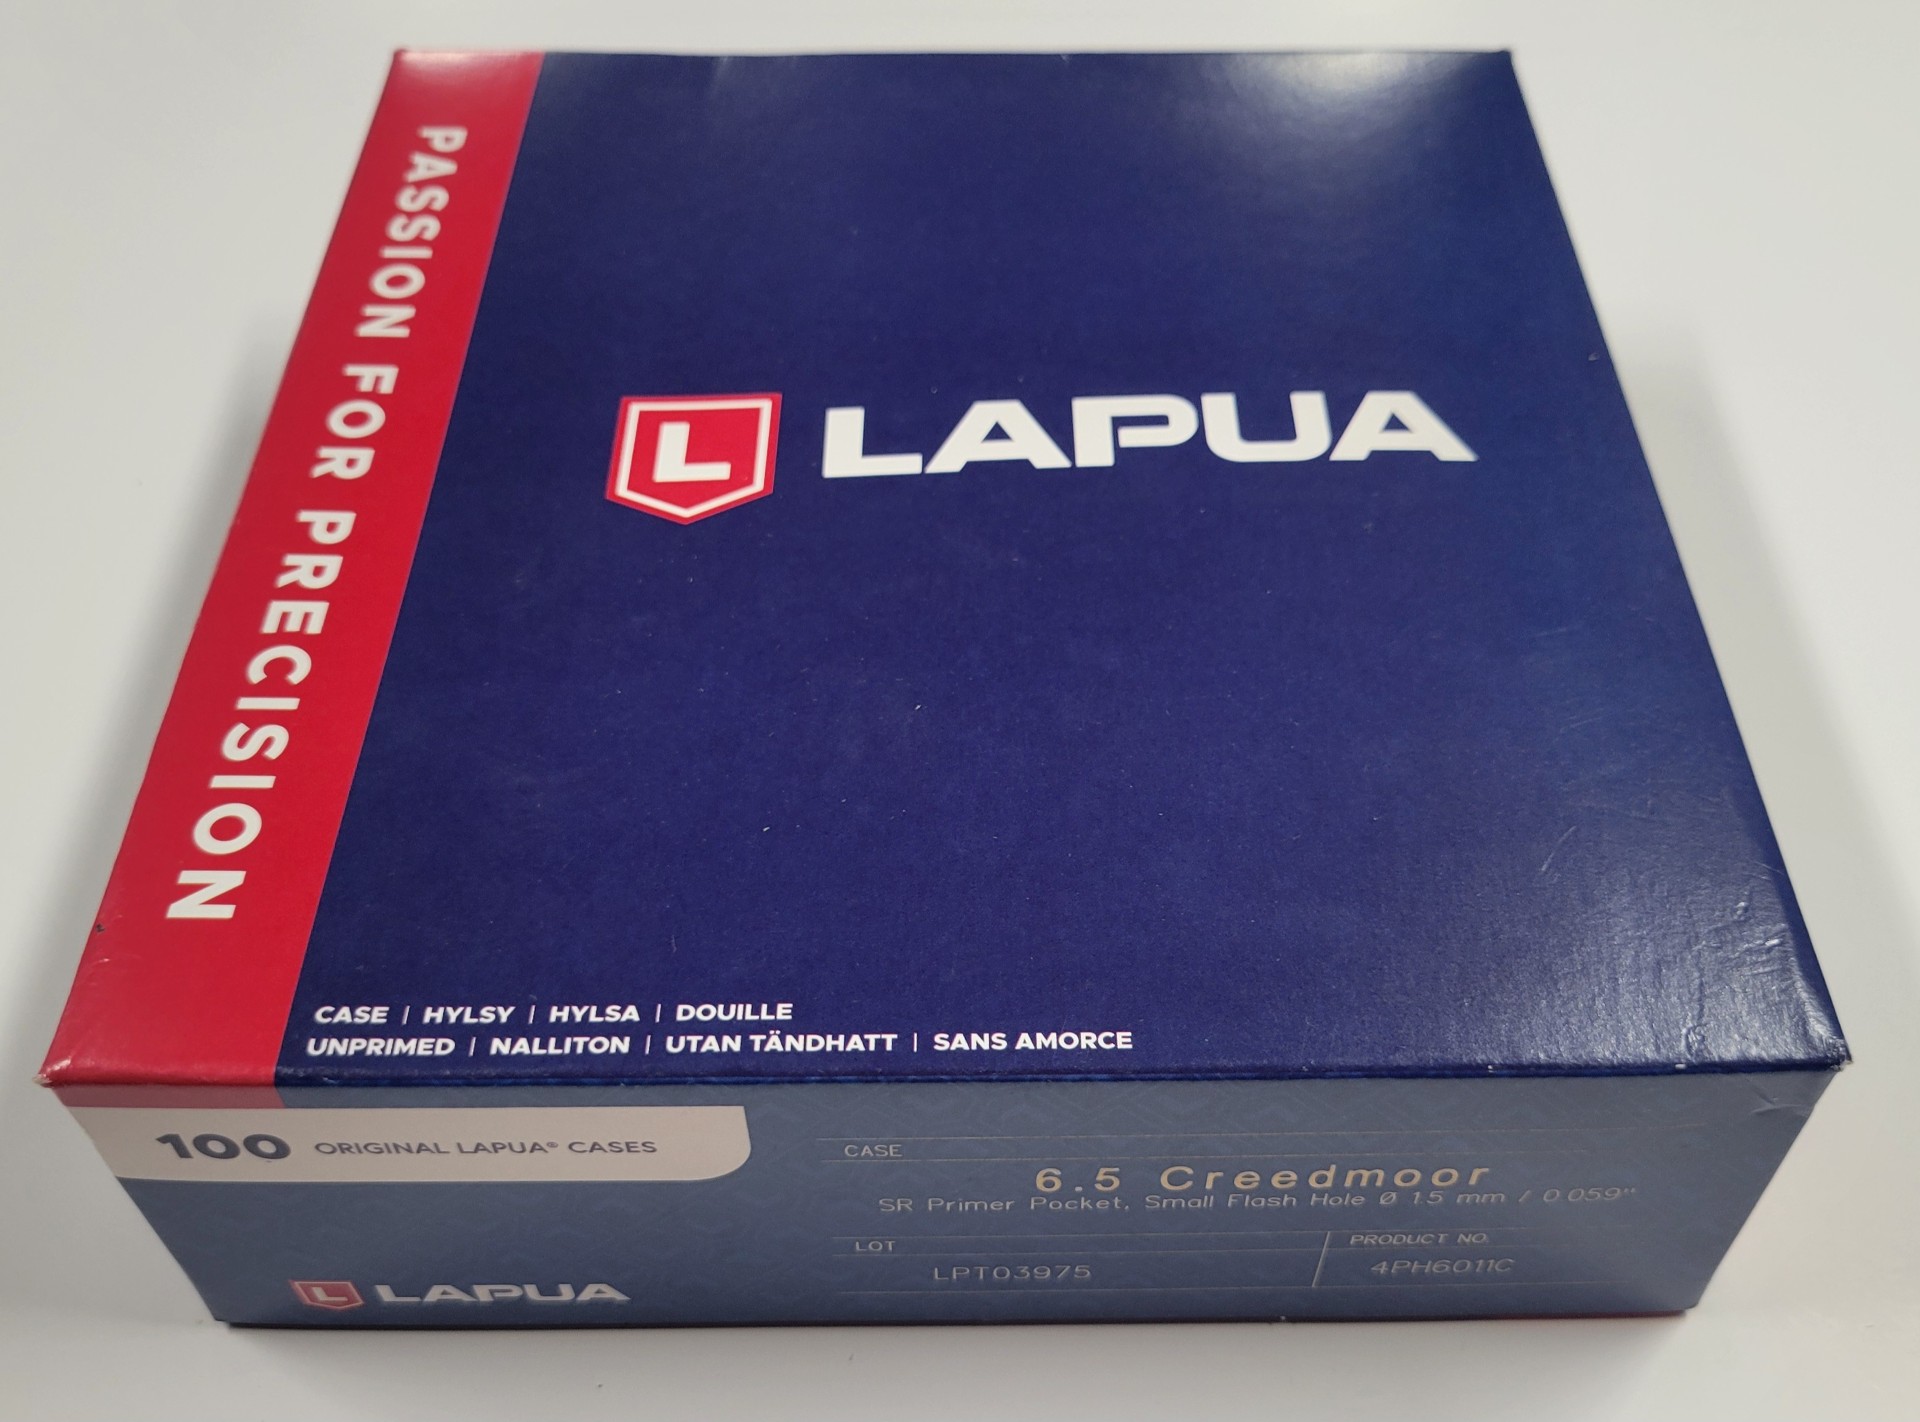 PASSION FOR PRECISION
L LAPUA
CASE | HYLSY | HYLSA | DOUILLE
UNPRIMED | NALLITON | UTAN TÄNDHATT | SANS AMORCE
100 ORIGINAL LAPUA® CASES
CASE
6.5 Creedmoor
SR Primer Pocket, Small Flash Hole Ø 1.5 mm / 0.059"
LOT
LPT03975
PRODUCT NO.
4PH6011C
L LAPUA